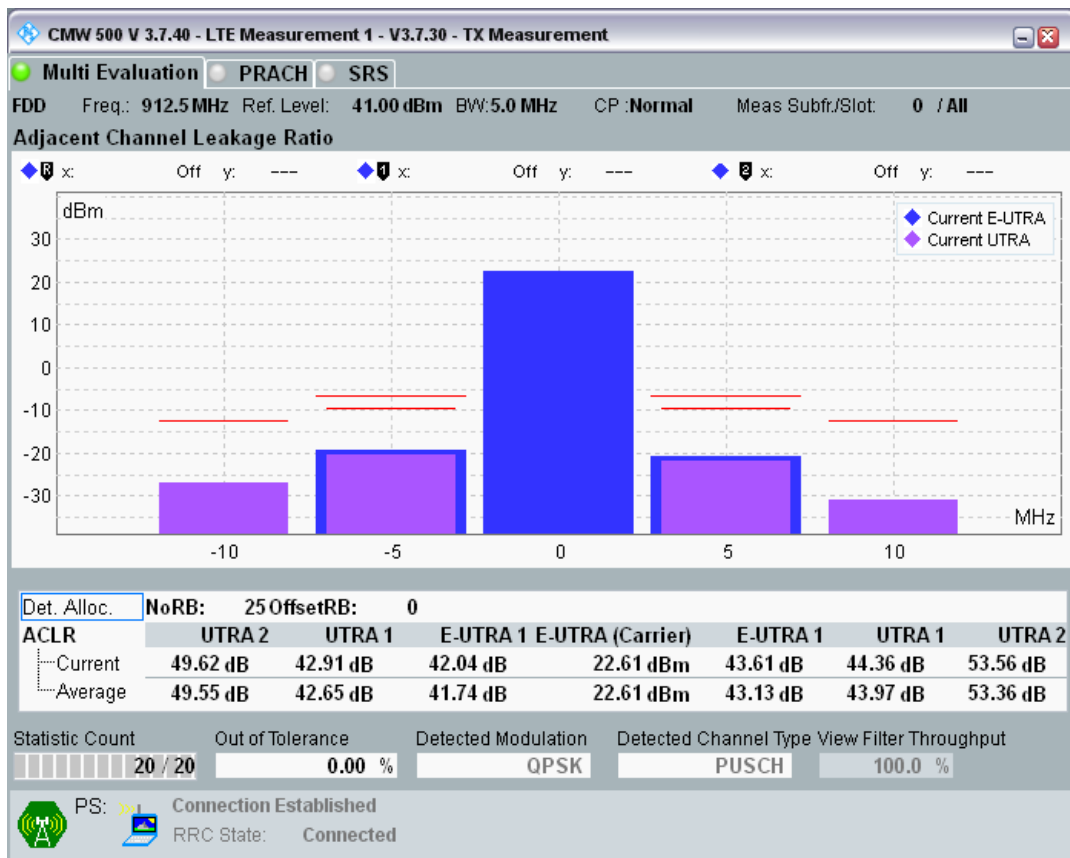 CMW 500 V 3.7.40 - LTE Measurement 1 - V3.7.30 - TX Measurement
Multi Evaluation PRACH SRS
FDD Freq.: 912.5 MHz Ref. Level: 41.00 dBm BW:5.0 MHz CP :Normal Meas Subfr./Slot: 0 / All
Adjacent Channel Leakage Ratio
R x: Off y: --- 1 x: Off y: --- 2 x: Off y: ---
dBm
Current E-UTRA
Current UTRA
30
20
10
0
-10
-20
-30
MHz
-10 -5 0 5 10
Det. Alloc. NoRB: 25 OffsetRB: 0
ACLR UTRA 2 UTRA 1 E-UTRA 1 E-UTRA (Carrier) E-UTRA 1 UTRA 1 UTRA 2
Current 49.62 dB 42.91 dB 42.04 dB 22.61 dBm 43.61 dB 44.36 dB 53.56 dB
Average 49.55 dB 42.65 dB 41.74 dB 22.61 dBm 43.13 dB 43.97 dB 53.36 dB
Statistic Count Out of Tolerance Detected Modulation Detected Channel Type View Filter Throughput
20 / 20 0.00 % QPSK PUSCH 100.0 %
PS: Connection Established
RRC State: Connected